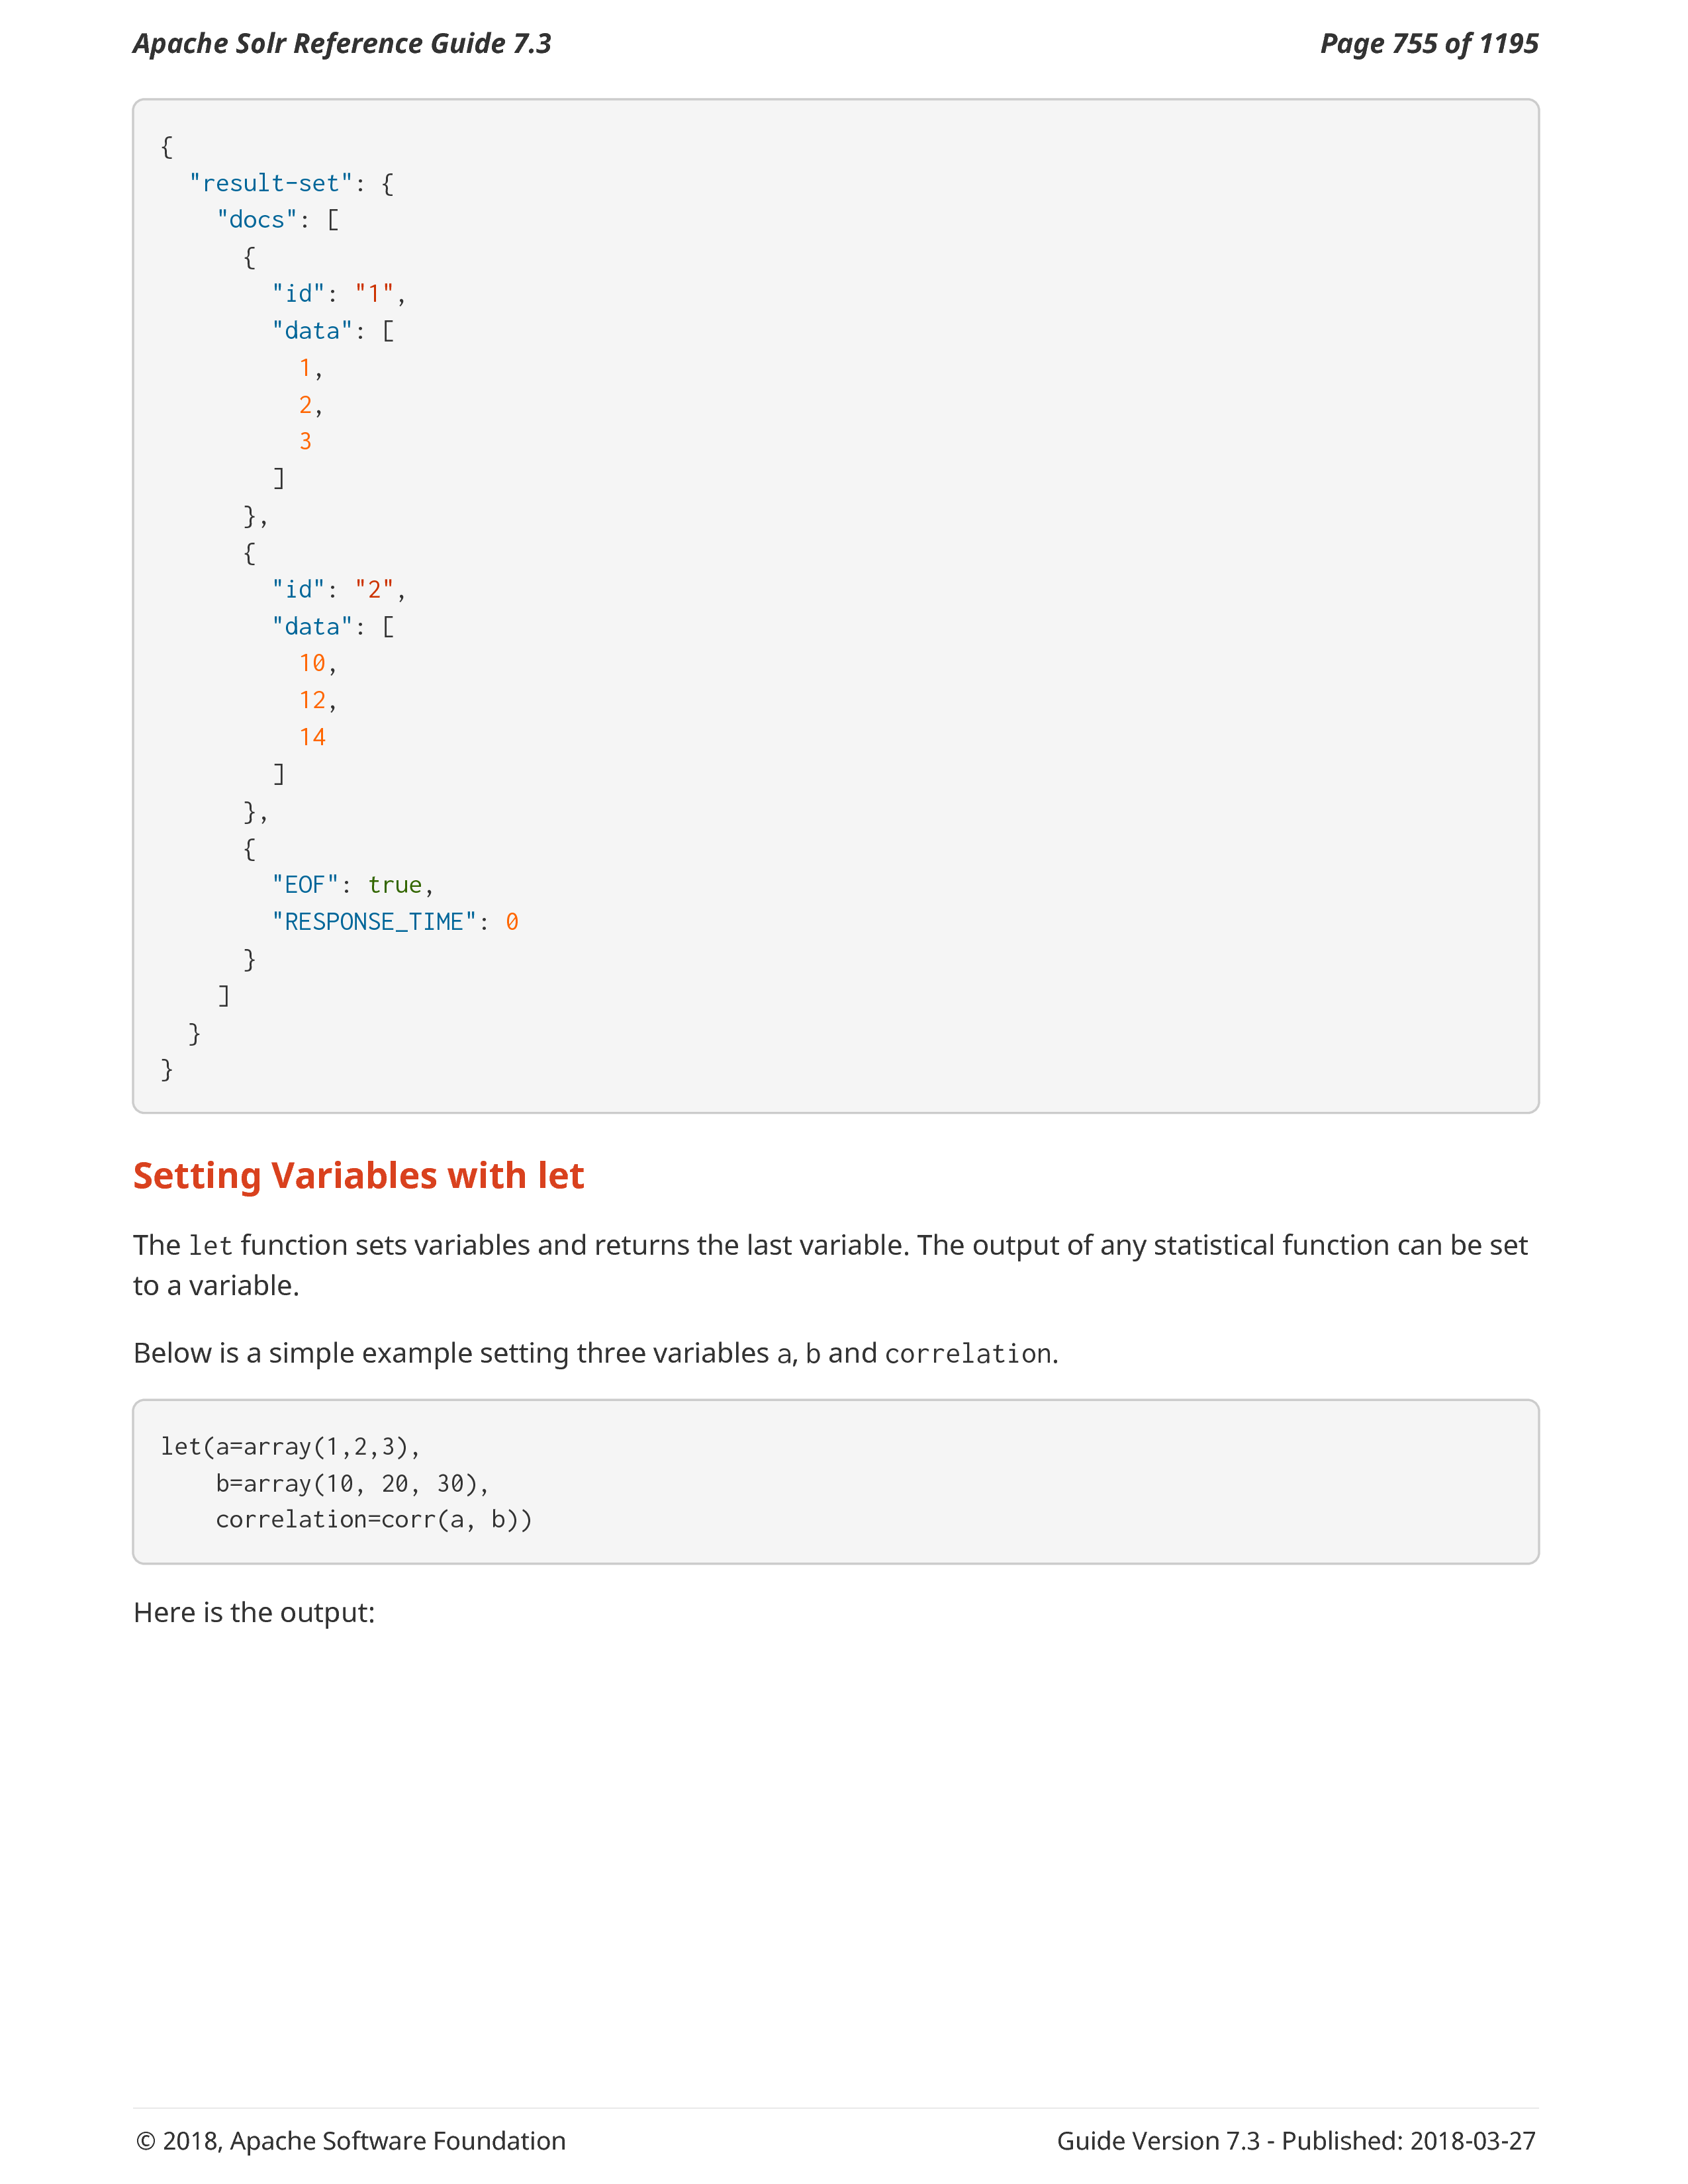 Apache Solr Reference Guide 7.3
Page 755 of 1195
{
  "result-set": {
    "docs": [
      {
        "id": "1",
        "data": [
          1,
          2,
          3
        ]
      },
      {
        "id": "2",
        "data": [
          10,
          12,
          14
        ]
      },
      {
        "EOF": true,
        "RESPONSE_TIME": 0
      }
    ]
  }
}
Setting Variables with let
The let function sets variables and returns the last variable. The output of any statistical function can be set
to a variable.
Below is a simple example setting three variables a, b and correlation.
let(a=array(1,2,3),
    b=array(10, 20, 30),
    correlation=corr(a, b))
Here is the output:
© 2018, Apache Software Foundation
Guide Version 7.3 - Published: 2018-03-27